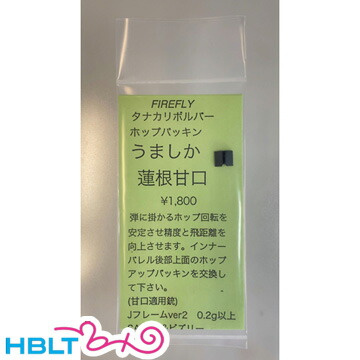 FIREFLY
タナカリボルバー
ホップパッキン
うましか
蓮根甘口
¥1,800
弾に掛かるホップ回転を
安定させ精度と飛距離を
向上させます。インナー
バレル後部上面のホップ
アップパッキンを交換し
て下さい。
(甘口適用銃)
Jフレームver2 0.2g以上
HBLT